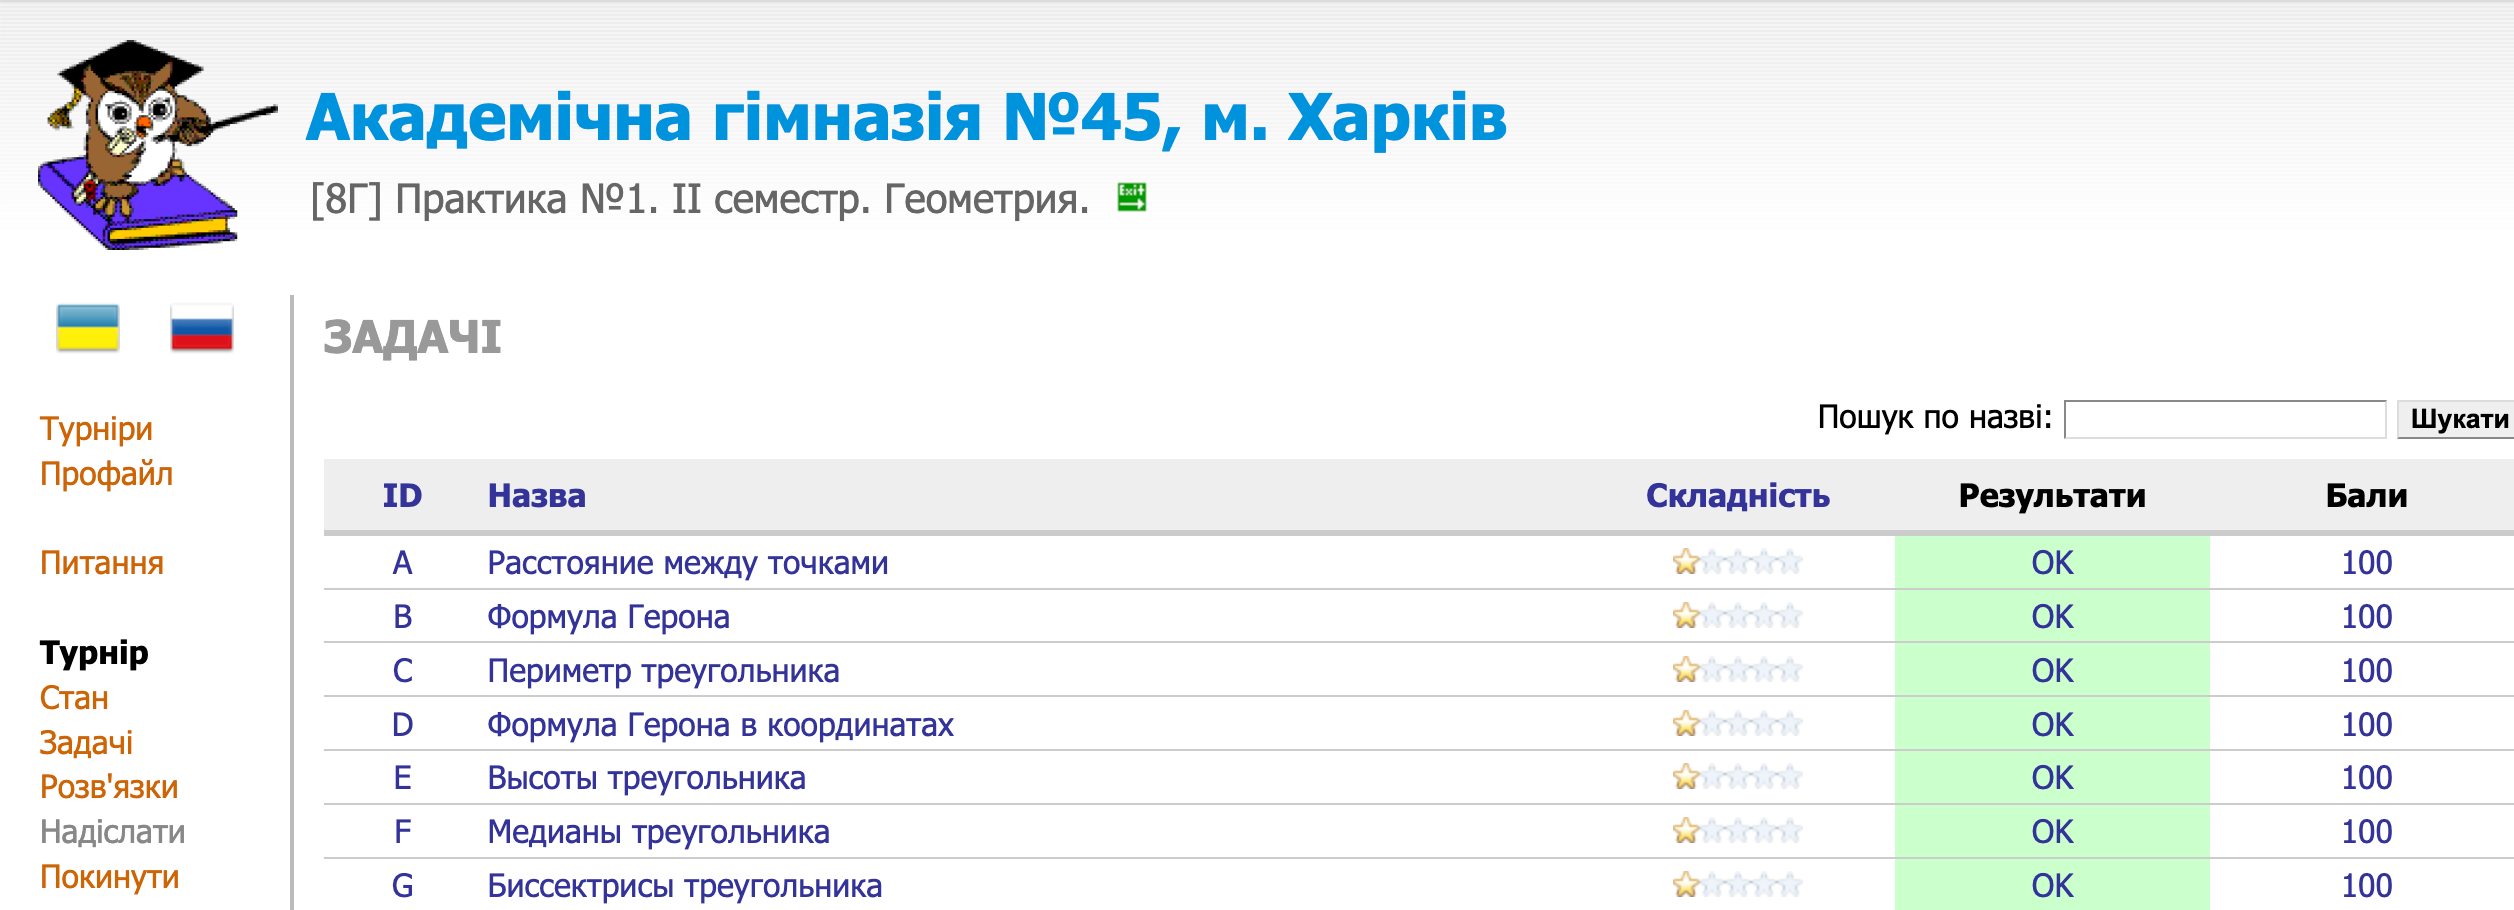 Академічна гімназія №45, м. Харків
[8Г] Практика №1. II семестр. Геометрия. Exit
ЗАДАЧІ
Турніри
Профайл
Питання
Турнір
Стан
Задачі
Розв'язки
Надіслати
Покинути
Пошук по назві: Шукати
ID Назва Складність Результати Бали
A Расстояние между точками OK 100
B Формула Герона OK 100
C Периметр треугольника OK 100
D Формула Герона в координатах OK 100
E Высоты треугольника OK 100
F Медианы треугольника OK 100
G Биссектрисы треугольника OK 100